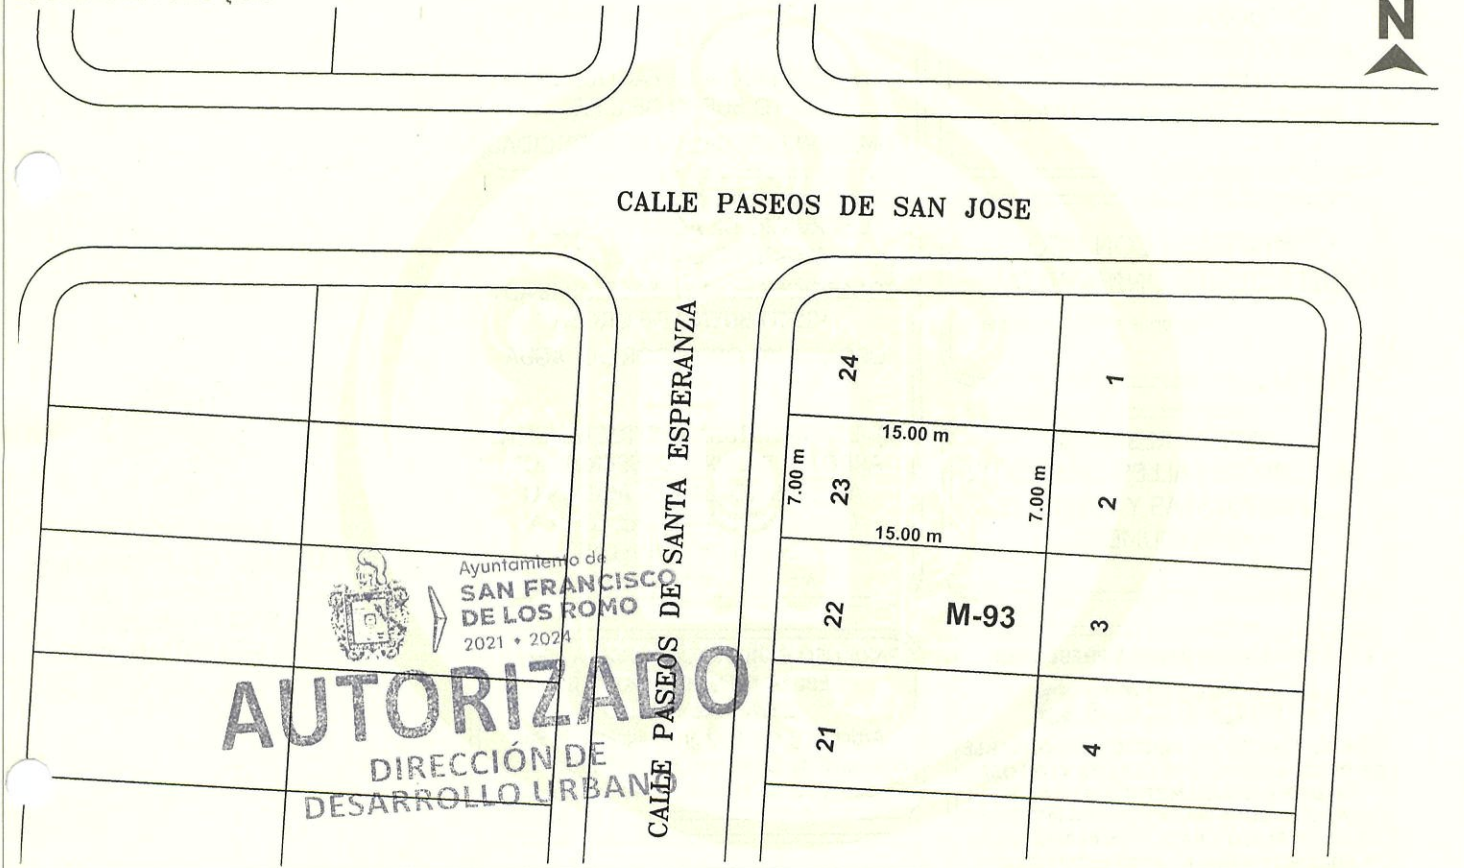 N
CALLE PASEOS DE SAN JOSE
CALLE PASEOS DE SANTA ESPERANZA
24
1
15.00 m
7.00 m
23
7.00 m
2
15.00 m
22
M-93
3
21
4
Ayuntamiento de
SAN FRANCISCO
DE LOS ROMO
2021 • 2024
AUTORIZADO
DIRECCIÓN DE
DESARROLLO URBANO